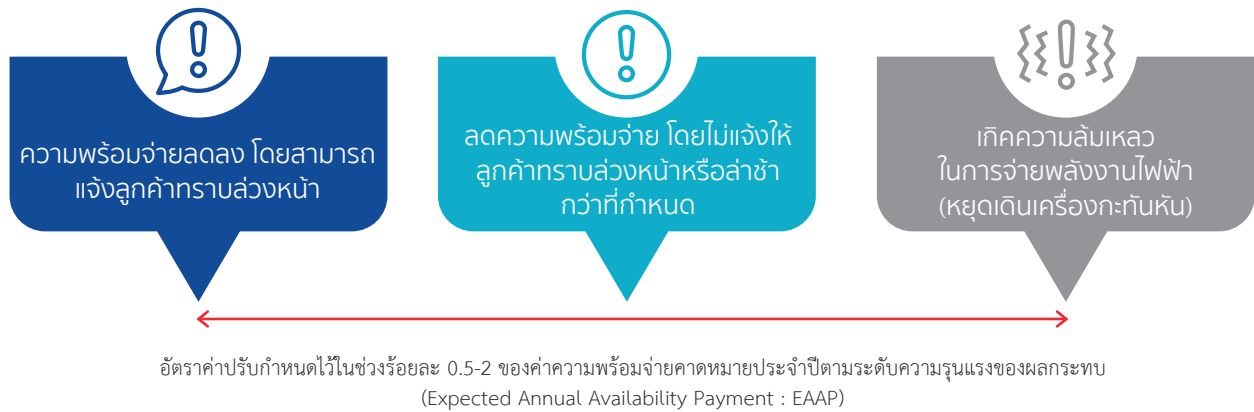 ความพร้อมจ่ายลดลง โดยสามารถ
แจ้งลูกค้าทราบล่วงหน้า
ลดความพร้อมจ่าย โดยไม่แจ้งให้
ลูกค้าทราบล่วงหน้าหรือล่าช้า
กว่าที่กำหนด
เกิดความล้มเหลว
ในการจ่ายพลังงานไฟฟ้า
(หยุดเดินเครื่องกะทันหัน)
อัตราค่าปรับกำหนดไว้ในช่วงร้อยละ 0.5-2 ของค่าความพร้อมจ่ายคาดหมายประจำปีตามระดับความรุนแรงของผลกระทบ
(Expected Annual Availability Payment : EAAP)